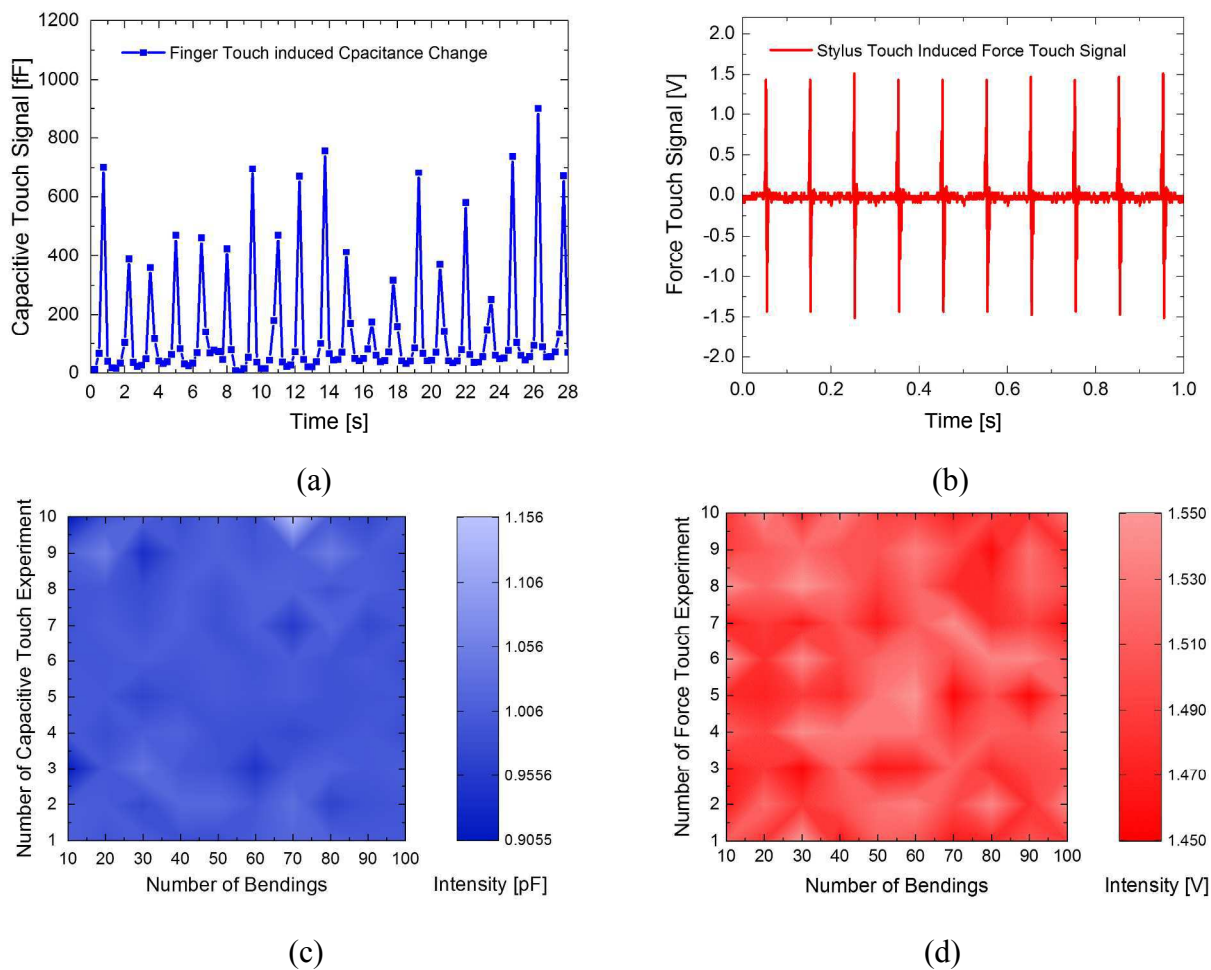 1200
1000
800
600
400
200
0
Capacitive Touch Signal [fF]
Finger Touch induced Cpacitance Change
0 2 4 6 8 10 12 14 16 18 20 22 24 26 28
Time [s]
(a)
2.0
1.5
1.0
0.5
0.0
-0.5
-1.0
-1.5
-2.0
Force Touch Signal [V]
Stylus Touch Induced Force Touch Signal
0.0 0.2 0.4 0.6 0.8 1.0
Time [s]
(b)
10
9
8
7
6
5
4
3
2
1
Number of Capacitive Touch Experiment
10 20 30 40 50 60 70 80 90 100
Number of Bendings
1.156
1.106
1.056
1.006
0.9556
0.9055
Intensity [pF]
(c)
10
9
8
7
6
5
4
3
2
1
Number of Force Touch Experiment
10 20 30 40 50 60 70 80 90 100
Number of Bendings
1.550
1.530
1.510
1.490
1.470
1.450
Intensity [V]
(d)